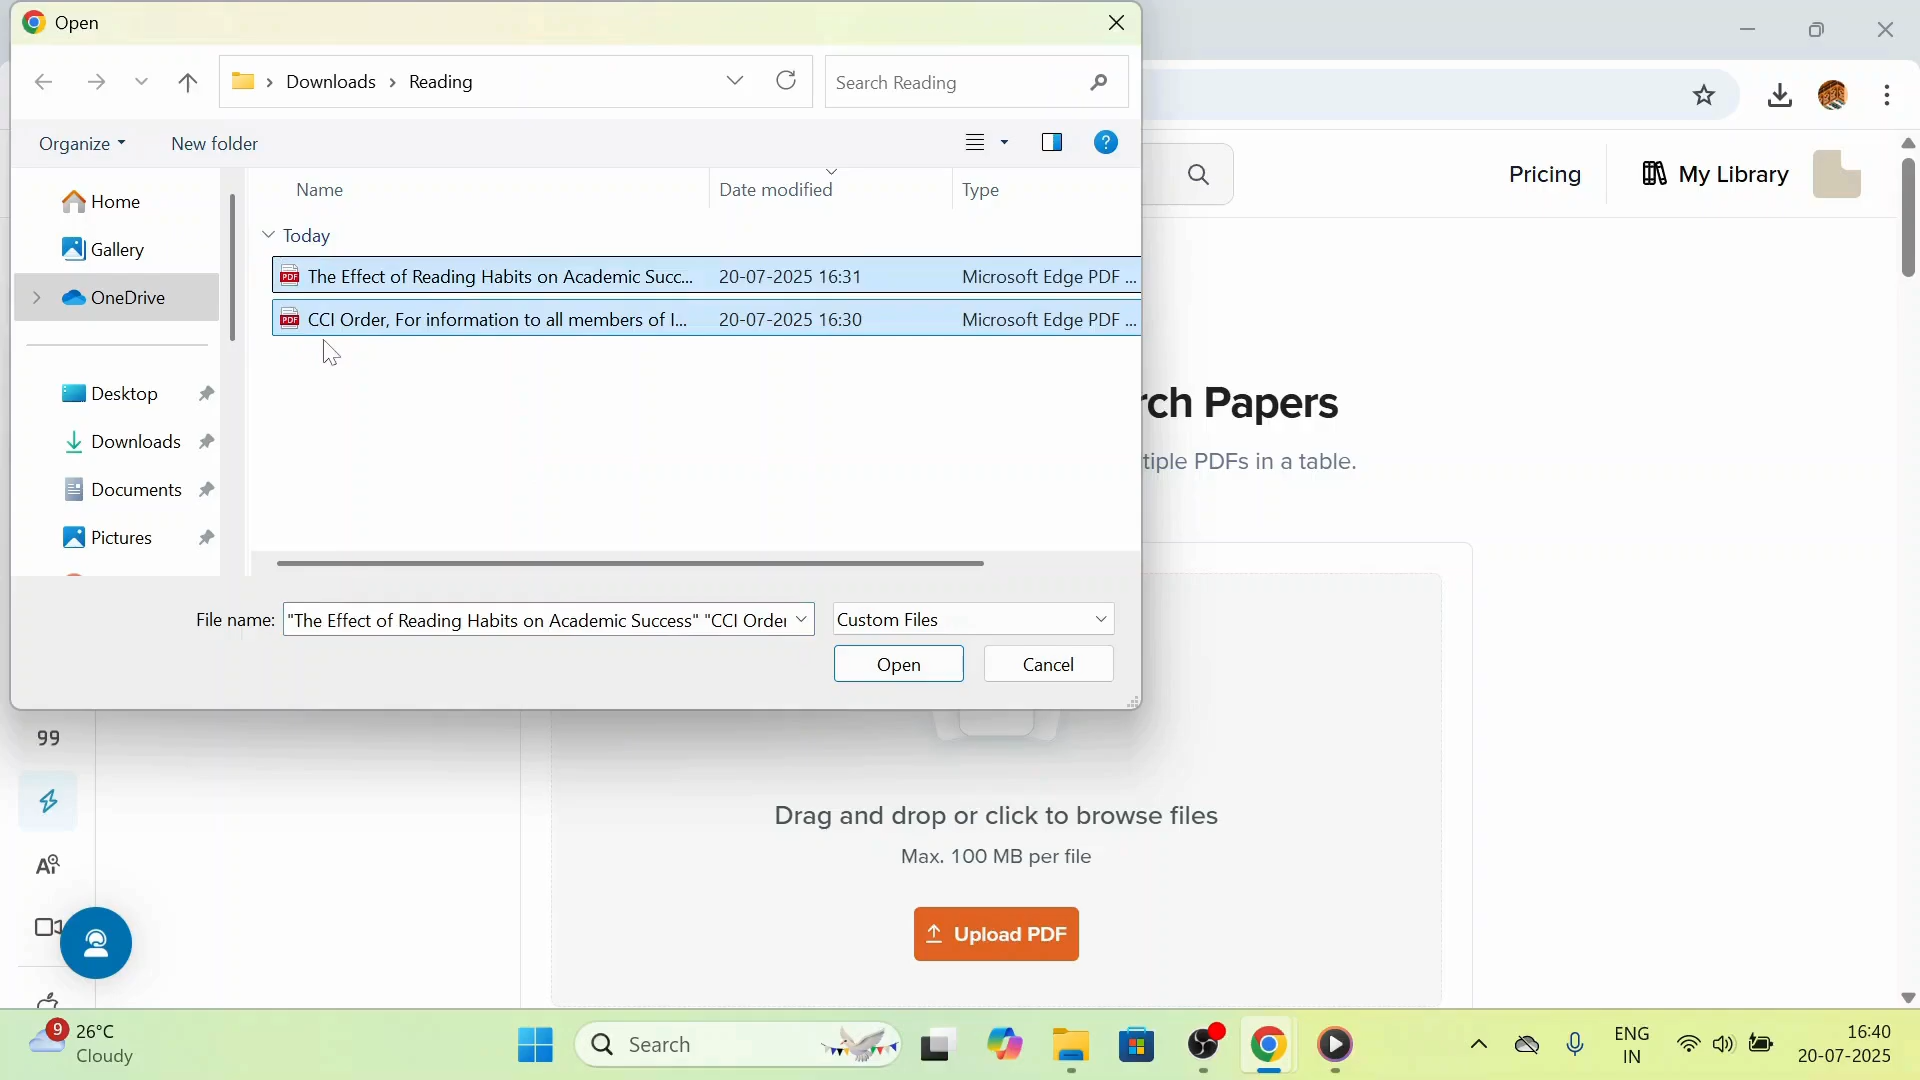 Open
Downloads > Reading
Search Reading
Organize
New folder
?
Name
Date modified
Type
Home
Gallery
OneDrive
Desktop
Downloads
Documents
Pictures
Today
The Effect of Reading Habits on Academic Succ...
20-07-2025 16:31
Microsoft Edge PDF ...
CCI Order, For information to all members of I...
20-07-2025 16:30
Microsoft Edge PDF ...
File name:
"The Effect of Reading Habits on Academic Success" "CCI Order
Custom Files
Open
Cancel
Pricing
My Library
rch Papers
tiple PDFs in a table.
Drag and drop or click to browse files
Max. 100 MB per file
Upload PDF
9
26°C
Cloudy
Search
ENG
IN
16:40
20-07-2025